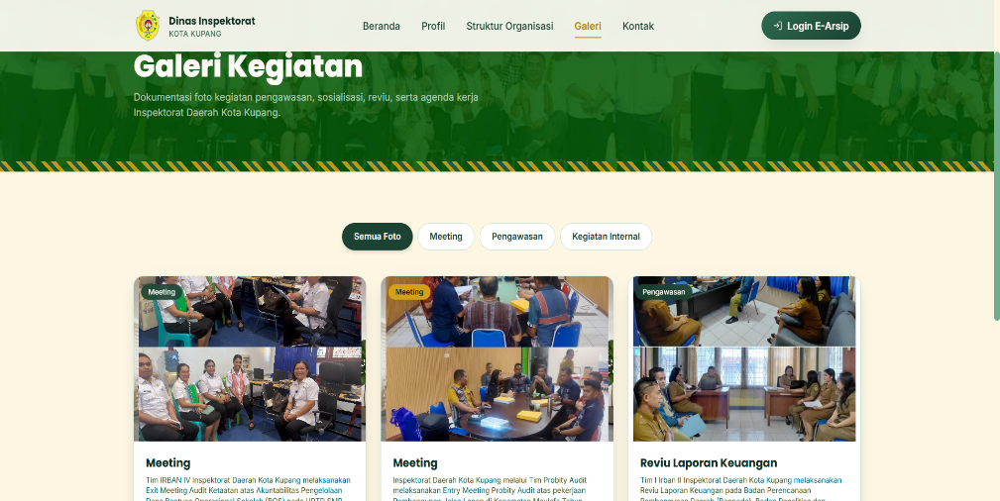 Dinas Inspektorat
KOTA KUPANG
Beranda
Profil
Struktur Organisasi
Galeri
Kontak
Login E-Arsip
Galeri Kegiatan
Dokumentasi foto kegiatan pengawasan, sosialisasi, reviu, serta agenda kerja
Inspektorat Daerah Kota Kupang.
Semua Foto
Meeting
Pengawasan
Kegiatan Internal
Meeting
Meeting
Tim IRBAN IV Inspektorat Daerah Kota Kupang melaksanakan
Exit Meeting Audit Ketaatan atas Akuntabilitas Pengelolaan
Dana Bantuan Operasional Sekolah (BOS) pada UPTD SMP
Meeting
Meeting
Inspektorat Daerah Kota Kupang melalui Tim Probity Audit
melaksanakan Entry Meeting Probity Audit atas pekerjaan
Pembangunan Jalan Lapen di Kecamatan Maulafa Tahun
Pengawasan
Reviu Laporan Keuangan
Tim I Irban II Inspektorat Daerah Kota Kupang melaksanakan
Reviu Laporan Keuangan pada Badan Perencanaan
Pembangunan Daerah (Bappeda), Badan Penelitian dan